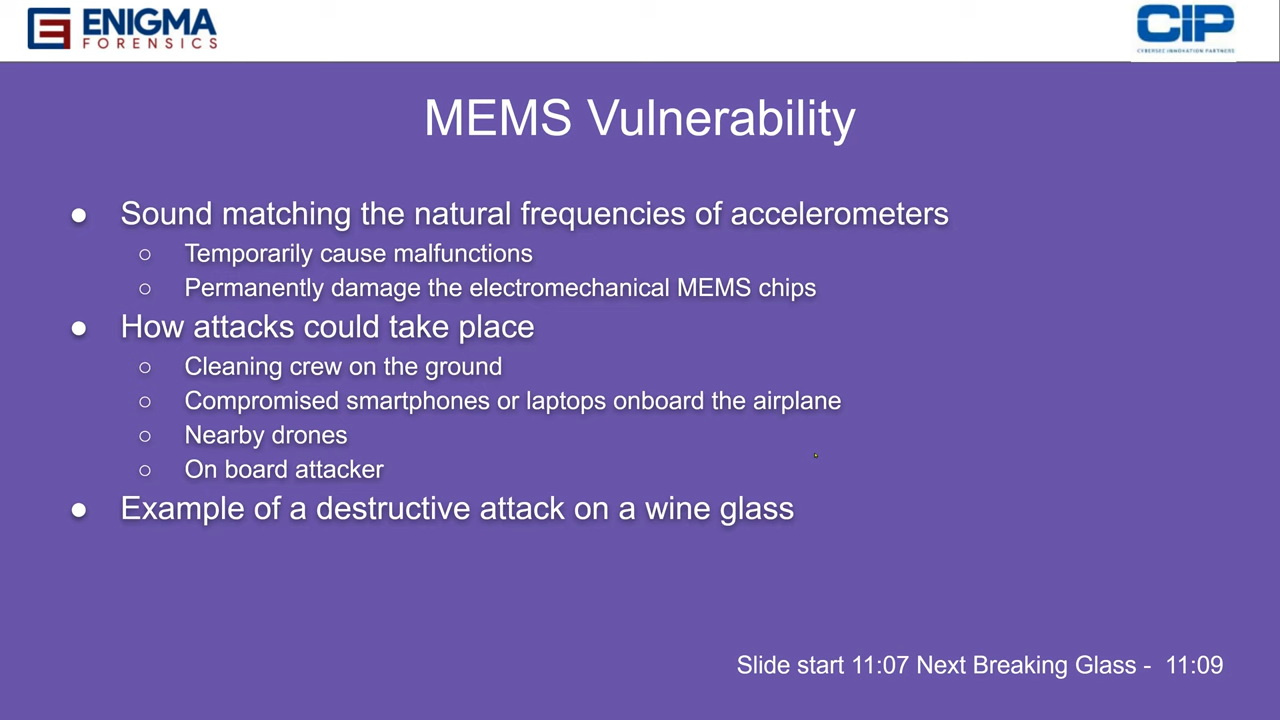 ENIGMA
FORENSICS
CIP
CYBERSEC INNOVATION PARTNERS
MEMS Vulnerability
● Sound matching the natural frequencies of accelerometers
○ Temporarily cause malfunctions
○ Permanently damage the electromechanical MEMS chips
● How attacks could take place
○ Cleaning crew on the ground
○ Compromised smartphones or laptops onboard the airplane
○ Nearby drones
○ On board attacker
● Example of a destructive attack on a wine glass
Slide start 11:07 Next Breaking Glass - 11:09